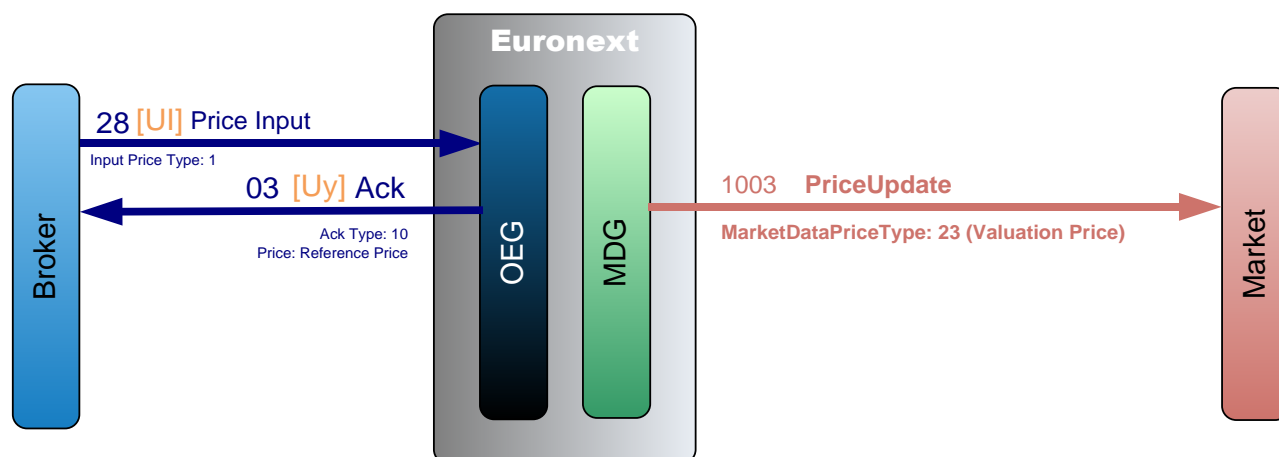 Euronext
28 [UI] Price Input
Input Price Type: 1
03 [Uy] Ack
Ack Type: 10
Price: Reference Price
1003 PriceUpdate
MarketDataPriceType: 23 (Valuation Price)
Broker
OEG
MDG
Market